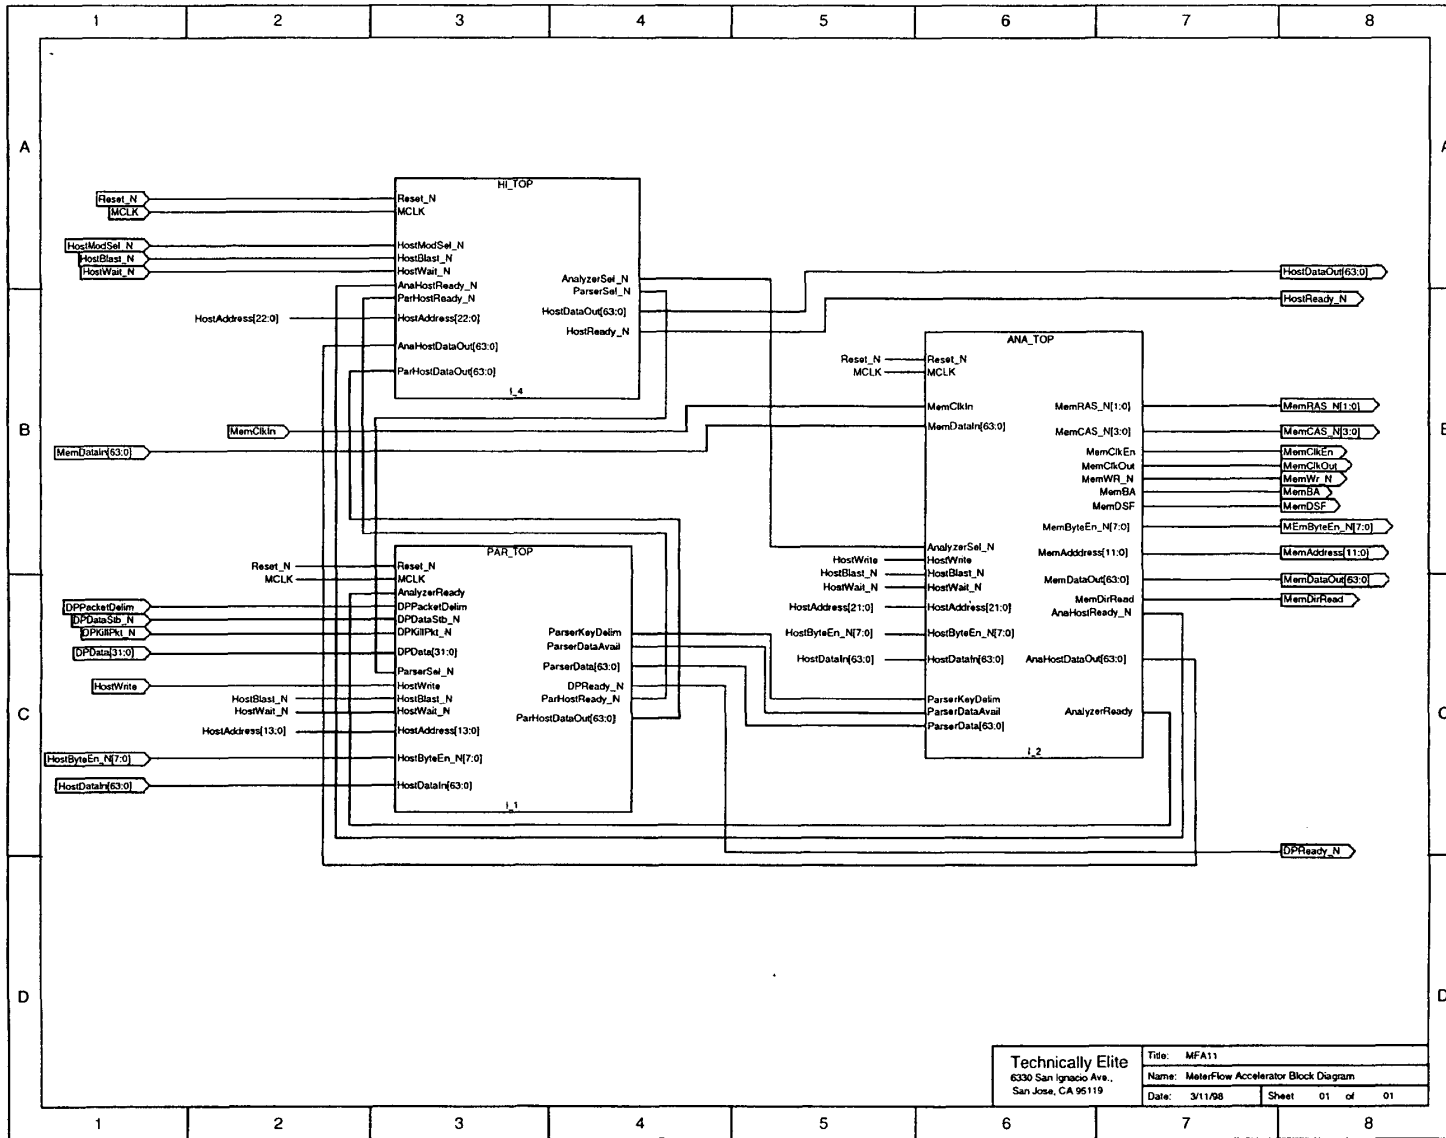 1 2 3 4 5 6 7 8
A A
B B
C C
D D
HI_TOP
Reset_N Reset_N
MCLK MCLK
HostModSel_N HostModSel_N
HostBlast_N HostBlast_N
HostWait_N HostWait_N
AnaHostReady_N
ParHostReady_N
HostAddress[22:0] HostAddress[22:0]
AnaHostDataOut[63:0]
ParHostDataOut[63:0]
AnalyzerSel_N
ParserSel_N
HostDataOut[63:0]
HostReady_N
I_4
HostDataOut[63:0]
HostReady_N
MemClkIn
MemDataIn[63:0]
ANA_TOP
Reset_N Reset_N
MCLK MCLK
MemClkIn
MemDataIn[63:0]
AnalyzerSel_N
HostWrite HostWrite
HostBlast_N HostBlast_N
HostWait_N HostWait_N
HostAddress[21:0] HostAddress[21:0]
HostByteEn_N[7:0] HostByteEn_N[7:0]
HostDataIn[63:0] HostDataIn[63:0]
ParserKeyDelim
ParserDataAvail
ParserData[63:0]
MemRAS_N[1:0] MemRAS_N[1:0]
MemCAS_N[3:0] MemCAS_N[3:0]
MemClkEn MemClkEn
MemClkOut MemClkOut
MemWR_N MemWr_N
MemBA MemBA
MemDSF MemDSF
MemByteEn_N[7:0] MEmByteEn_N[7:0]
MemAdddress[11:0] MemAddress[11:0]
MemDataOut[63:0] MemDataOut[63:0]
MemDirRead MemDirRead
AnaHostReady_N
AnaHostDataOut[63:0]
AnalyzerReady
I_2
PAR_TOP
Reset_N Reset_N
MCLK MCLK
AnalyzerReady
DPPacketDelim DPPacketDelim
DPDataStb_N DPDataStb_N
DPKillPkt_N DPKillPkt_N
DPData[31:0] DPData[31:0]
ParserSel_N
HostWrite HostWrite
HostBlast_N HostBlast_N
HostWait_N HostWait_N
HostAddress[13:0] HostAddress[13:0]
HostByteEn_N[7:0] HostByteEn_N[7:0]
HostDataIn[63:0] HostDataIn[63:0]
ParserKeyDelim
ParserDataAvail
ParserData[63:0]
DPReady_N
ParHostReady_N
ParHostDataOut[63:0]
I_1
DPReady_N
Technically Elite
6330 San Ignacio Ave.,
San Jose, CA 95119
Title: MFA11
Name: MeterFlow Accelerator Block Diagram
Date: 3/11/98 Sheet 01 of 01
1 2 3 4 5 6 7 8